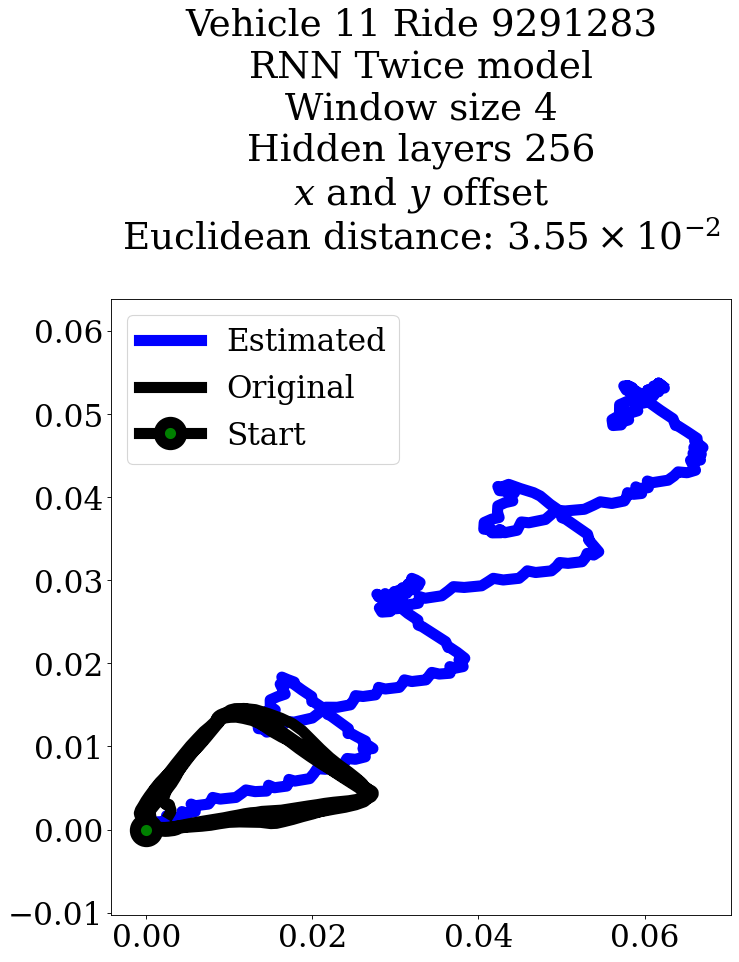 Vehicle 11 Ride 9291283
RNN Twice model
Window size 4
Hidden layers 256
x and y offset
Euclidean distance: 3.55 × 10⁻²
Estimated
Original
Start
0.06
0.05
0.04
0.03
0.02
0.01
0.00
−0.01
0.00 0.02 0.04 0.06